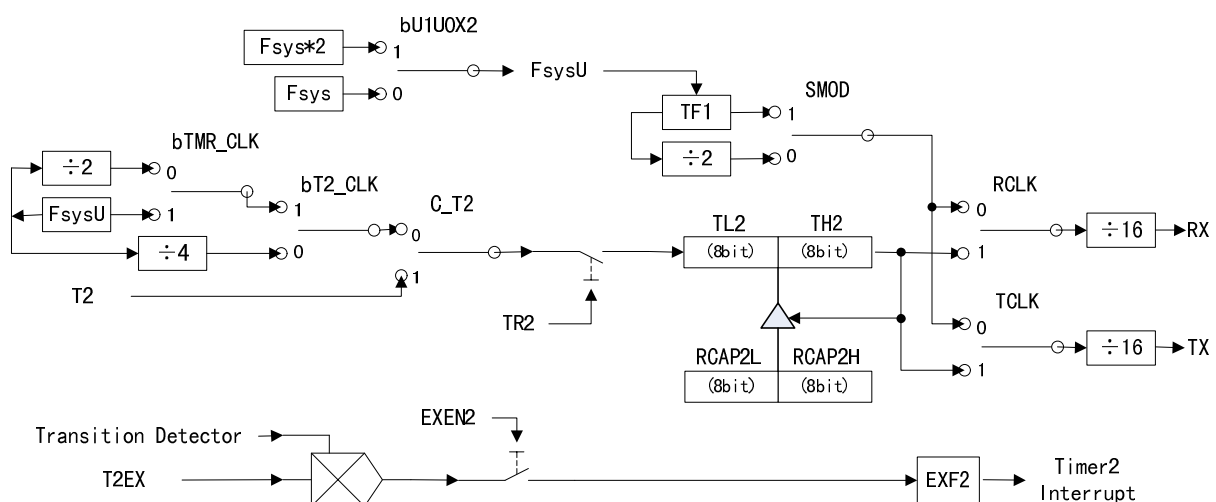 bU1U0X2
Fsys*2
1
FsysU
Fsys
0
SMOD
TF1
1
÷2
0
bTMR_CLK
÷2
0
bT2_CLK
FsysU
1
1
C_T2
0
÷4
0
1
T2
TR2
TL2
TH2
(8bit)
(8bit)
RCAP2L
RCAP2H
(8bit)
(8bit)
RCLK
0
÷16
RX
1
TCLK
0
÷16
TX
1
Transition Detector
EXEN2
T2EX
EXF2
Timer2
Interrupt